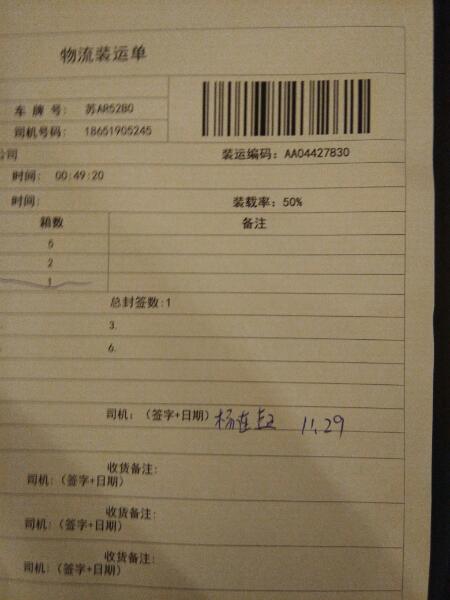 物流装运单
车牌号: 苏AR52B0
司机号码: 18651905245
公司
装运编码: AA04427830
时间: 00:49:20
时间:
装载率: 50%
箱数
备注
5
2
1
总封签数:1
3.
6.
司机: (签字+日期) 11.29
收货备注:
司机:(签字+日期)
收货备注:
司机:(签字+日期)
收货备注:
司机:(签字+日期)